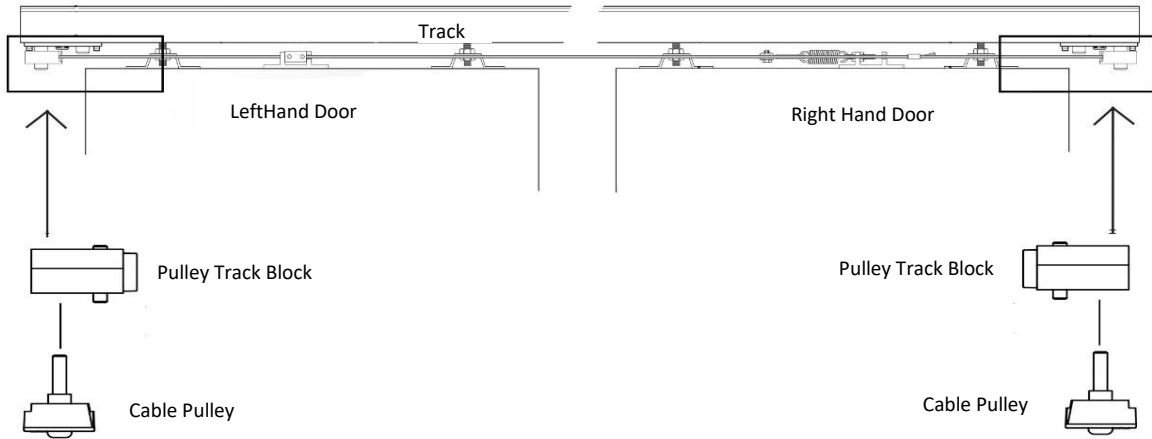 Track
LeftHand Door
Right Hand Door
Pulley Track Block
Pulley Track Block
Cable Pulley
Cable Pulley